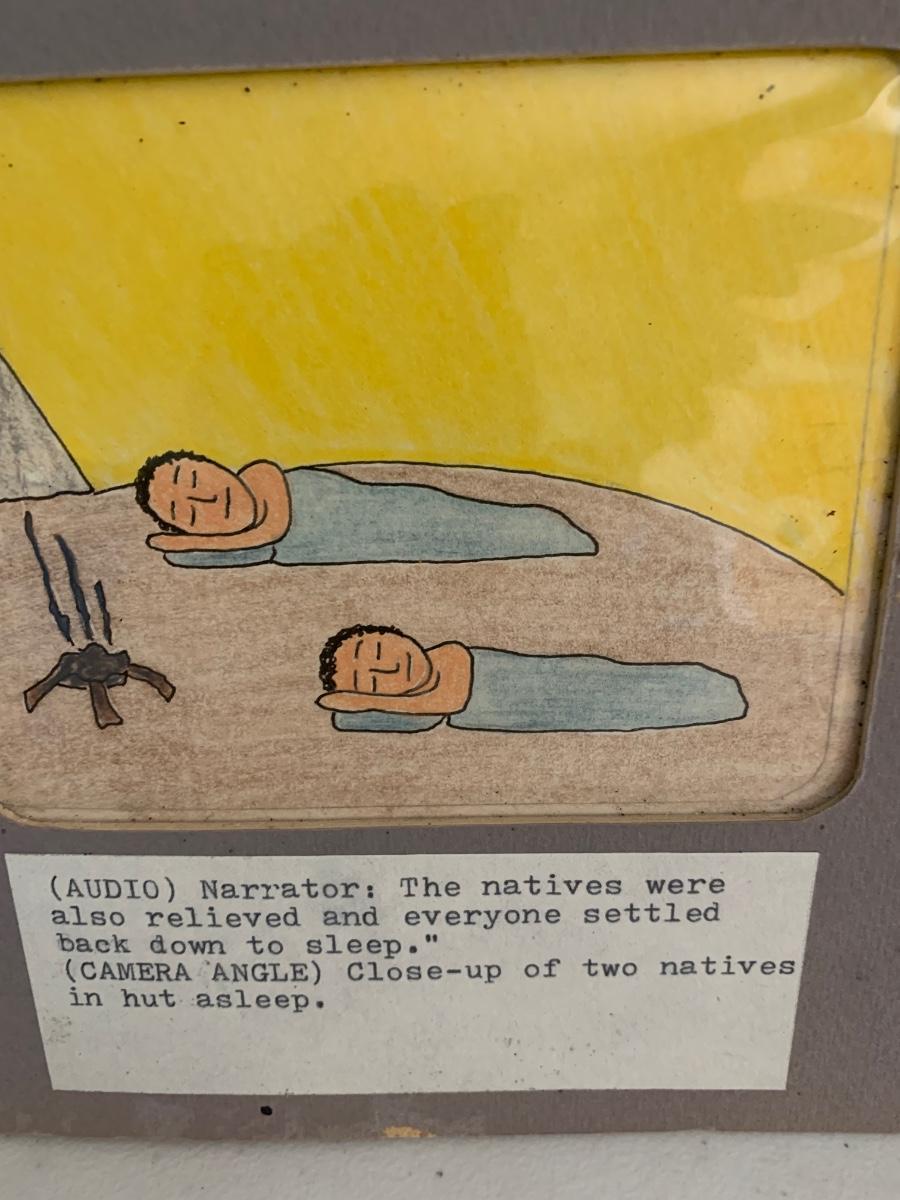 (AUDIO) Narrator: The natives were
also relieved and everyone settled
back down to sleep."
(CAMERA ANGLE) Close-up of two natives
in hut asleep.